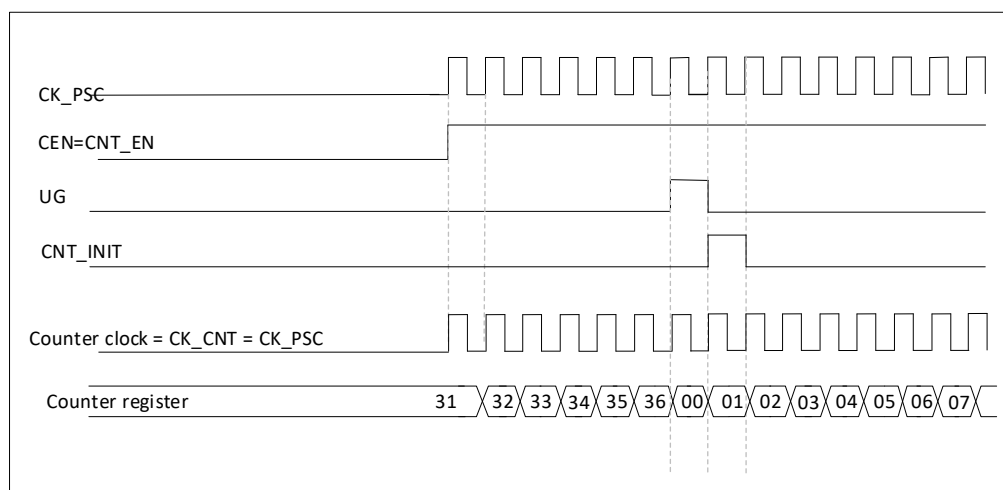 CK_PSC
CEN=CNT_EN
UG
CNT_INIT
Counter clock = CK_CNT = CK_PSC
Counter register 31 32 33 34 35 36 00 01 02 03 04 05 06 07